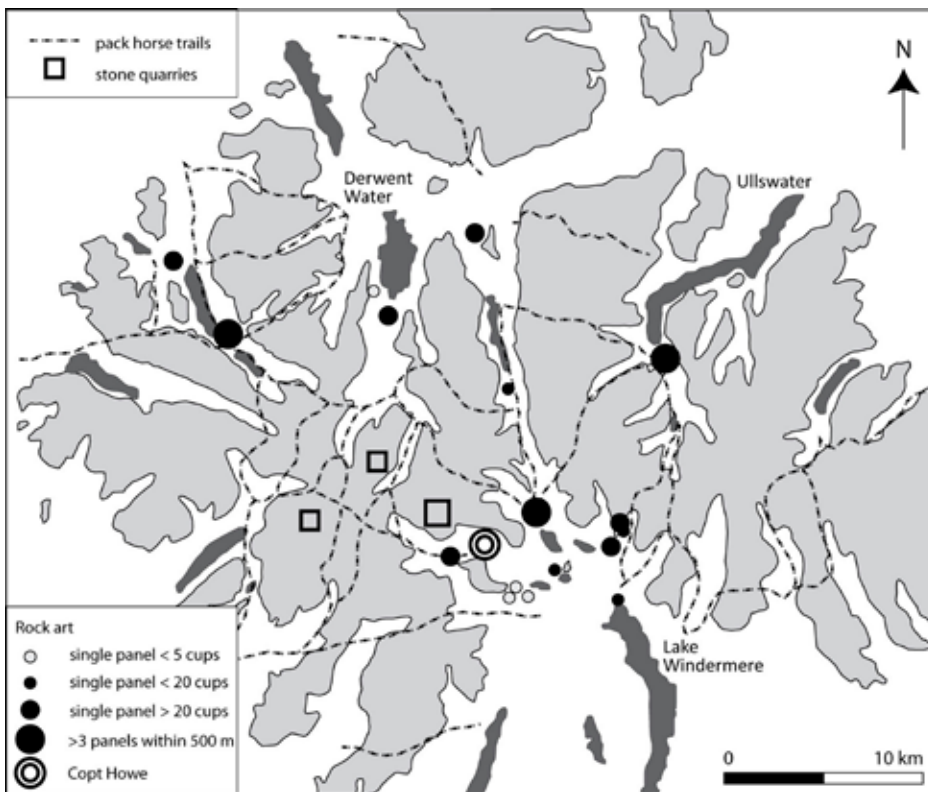 pack horse trails
stone quarries
N
Derwent
Water
Ullswater
Lake
Windermere
Rock art
single panel < 5 cups
single panel < 20 cups
single panel > 20 cups
>3 panels within 500 m
Copt Howe
0 10 km